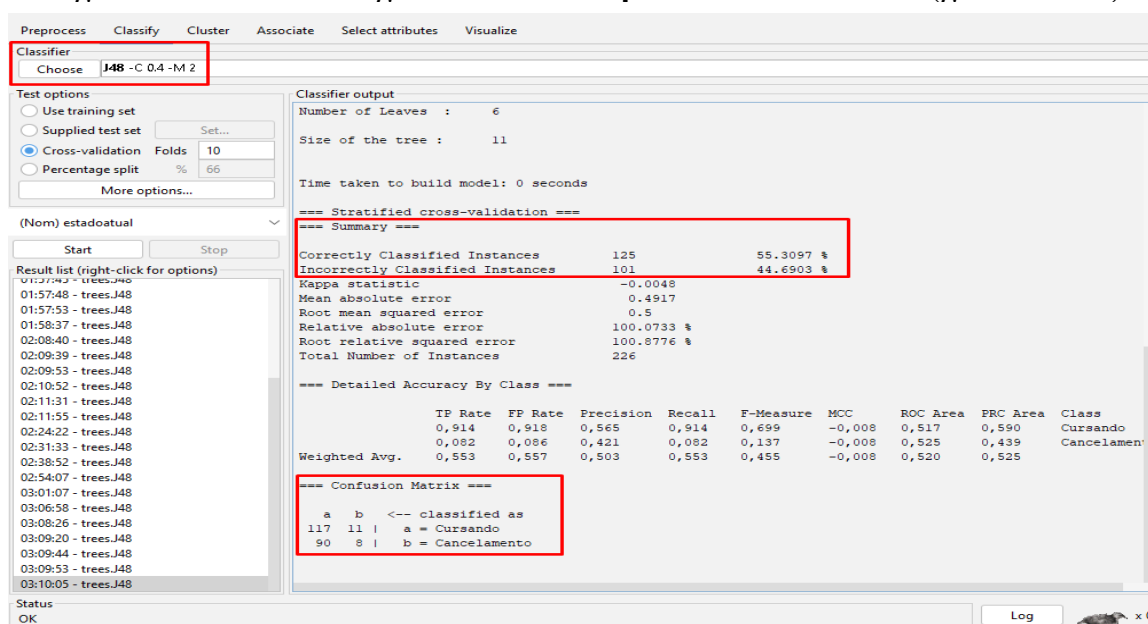 Preprocess Classify Cluster Associate Select attributes Visualize
Classifier
Choose J48 -C 0.4 -M 2
Test options
Use training set
Supplied test set Set...
Cross-validation Folds 10
Percentage split % 66
More options...
(Nom) estadoatual
Start Stop
Result list (right-click for options)
01:57:45 - trees.J48
01:57:48 - trees.J48
01:57:53 - trees.J48
01:58:37 - trees.J48
02:08:40 - trees.J48
02:09:39 - trees.J48
02:09:53 - trees.J48
02:10:52 - trees.J48
02:11:31 - trees.J48
02:11:55 - trees.J48
02:24:22 - trees.J48
02:31:33 - trees.J48
02:38:52 - trees.J48
02:54:07 - trees.J48
03:01:07 - trees.J48
03:06:58 - trees.J48
03:08:26 - trees.J48
03:09:20 - trees.J48
03:09:44 - trees.J48
03:09:53 - trees.J48
03:10:05 - trees.J48
Classifier output
Number of Leaves : 6
Size of the tree : 11
Time taken to build model: 0 seconds
=== Stratified cross-validation ===
=== Summary ===
Correctly Classified Instances 125 55.3097 %
Incorrectly Classified Instances 101 44.6903 %
Kappa statistic -0.0048
Mean absolute error 0.4917
Root mean squared error 0.5
Relative absolute error 100.0733 %
Root relative squared error 100.8776 %
Total Number of Instances 226
=== Detailed Accuracy By Class ===
TP Rate FP Rate Precision Recall F-Measure MCC ROC Area PRC Area Class
0,914 0,918 0,565 0,914 0,699 -0,008 0,517 0,590 Cursando
0,082 0,086 0,421 0,082 0,137 -0,008 0,525 0,439 Cancelamen
Weighted Avg. 0,553 0,557 0,503 0,553 0,455 -0,008 0,520 0,525
=== Confusion Matrix ===
a b <-- classified as
117 11 | a = Cursando
90 8 | b = Cancelamento
Status
OK
Log
x